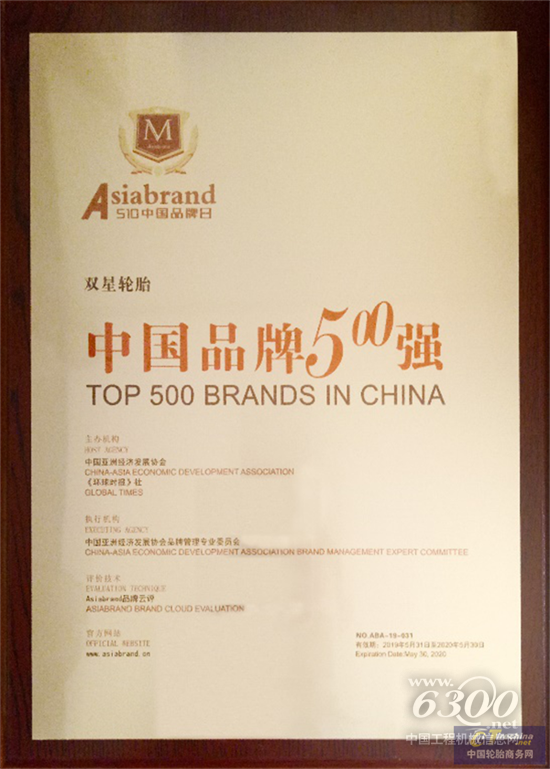 M
Asiabrand
510中国品牌日
双星轮胎
中国品牌500强
TOP 500 BRANDS IN CHINA
主办机构
HOST AGENCY
中国亚洲经济发展协会
CHINA-ASIA ECONOMIC DEVELOPMENT ASSOCIATION
《环球时报》社
GLOBAL TIMES
执行机构
EXECUTING AGENCY
中国亚洲经济发展协会品牌管理专业委员会
CHINA-ASIA ECONOMIC DEVELOPMENT ASSOCIATION BRAND MANAGEMENT EXPERT COMMITTEE
评价技术
EVALUATION TECHNIQUE
Asiabrand品牌云评
ASIABRAND BRAND CLOUD EVALUATION
官方网站
OFFICIAL WEBSITE
www.asiabrand.cn
NO.ABA-19-031
有效期：2019年5月31日至2020年5月30日
Expiration Date:May 30, 2020
www.6300.net
中国工程机械信息网
中国轮胎商务网